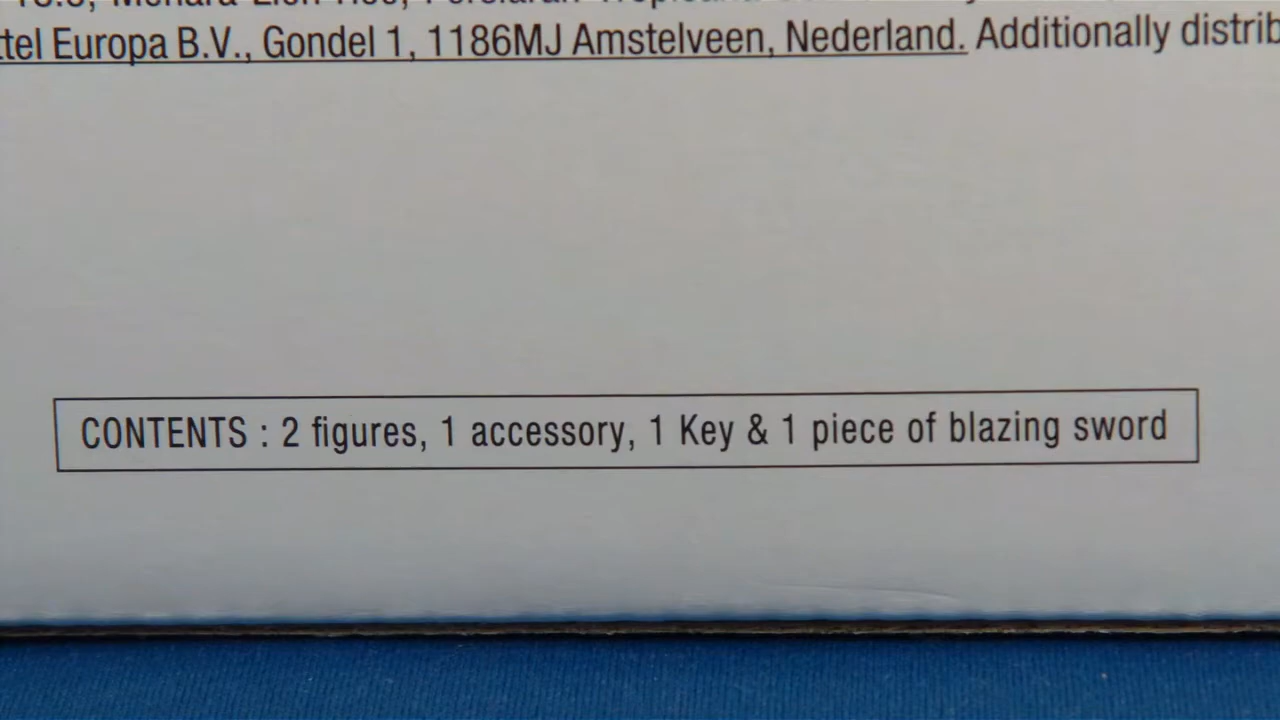 tel Europa B.V., Gondel 1, 1186MJ Amstelveen, Nederland. Additionally distrib
CONTENTS : 2 figures, 1 accessory, 1 Key & 1 piece of blazing sword